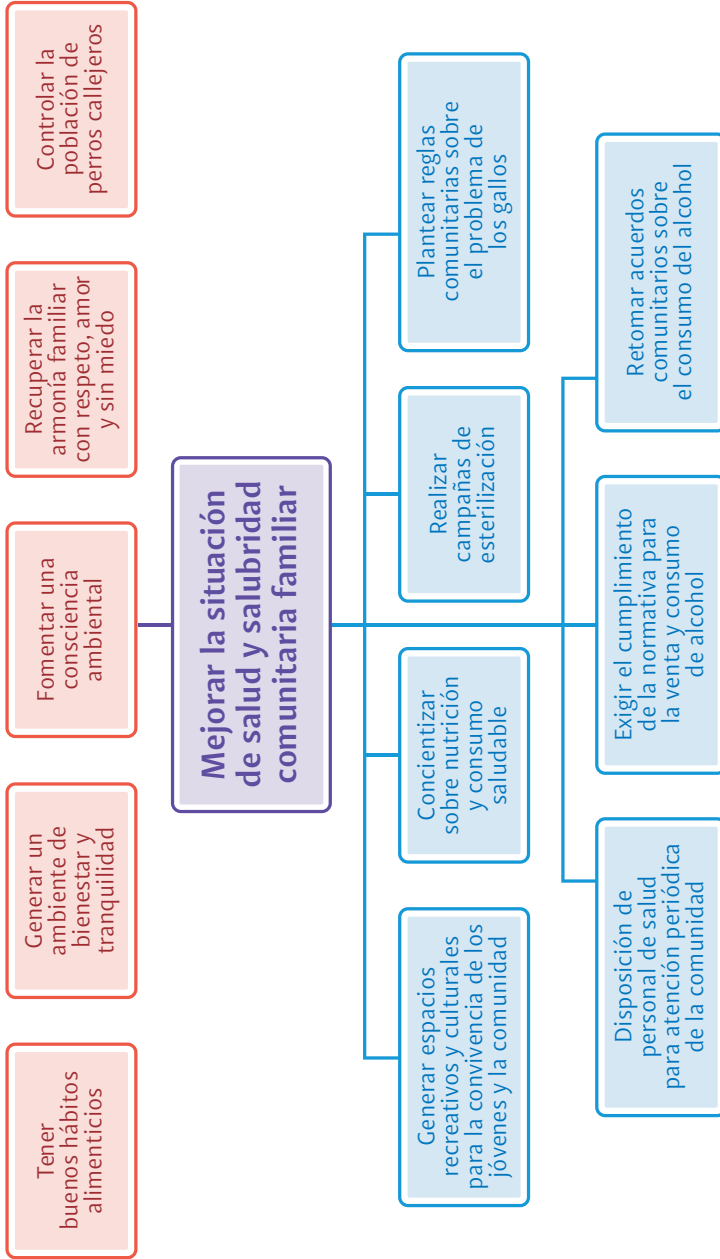 Tener
buenos hábitos
alimenticios
Generar un
ambiente de
bienestar y
tranquilidad
Fomentar una
consciencia
ambiental
Recuperar la
armonía familiar
con respeto, amor
y sin miedo
Controlar la
población de
perros callejeros
Mejorar la situación
de salud y salubridad
comunitaria familiar
Generar espacios
recreativos y culturales
para la convivencia de los
jóvenes y la comunidad
Concientizar
sobre nutrición
y consumo
saludable
Realizar
campañas de
esterilización
Plantear reglas
comunitarias sobre
el problema de
los gallos
Disposición de
personal de salud
para atención periódica
de la comunidad
Exigir el cumplimiento
de la normativa para
la venta y consumo
de alcohol
Retomar acuerdos
comunitarios sobre
el consumo del alcohol